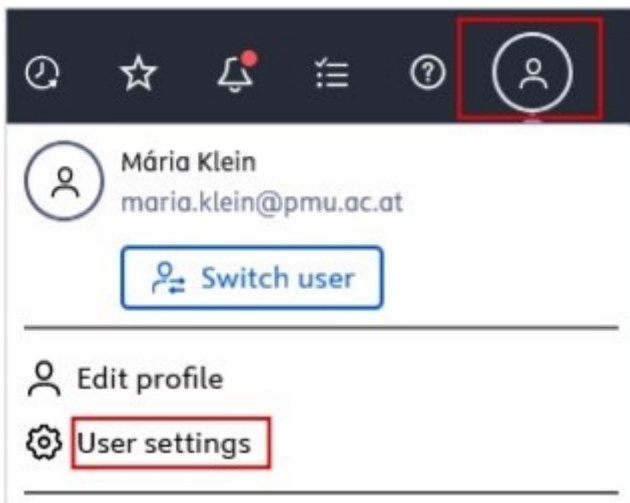 Mária Klein
maria.klein@pmu.ac.at
Switch user
Edit profile
User settings